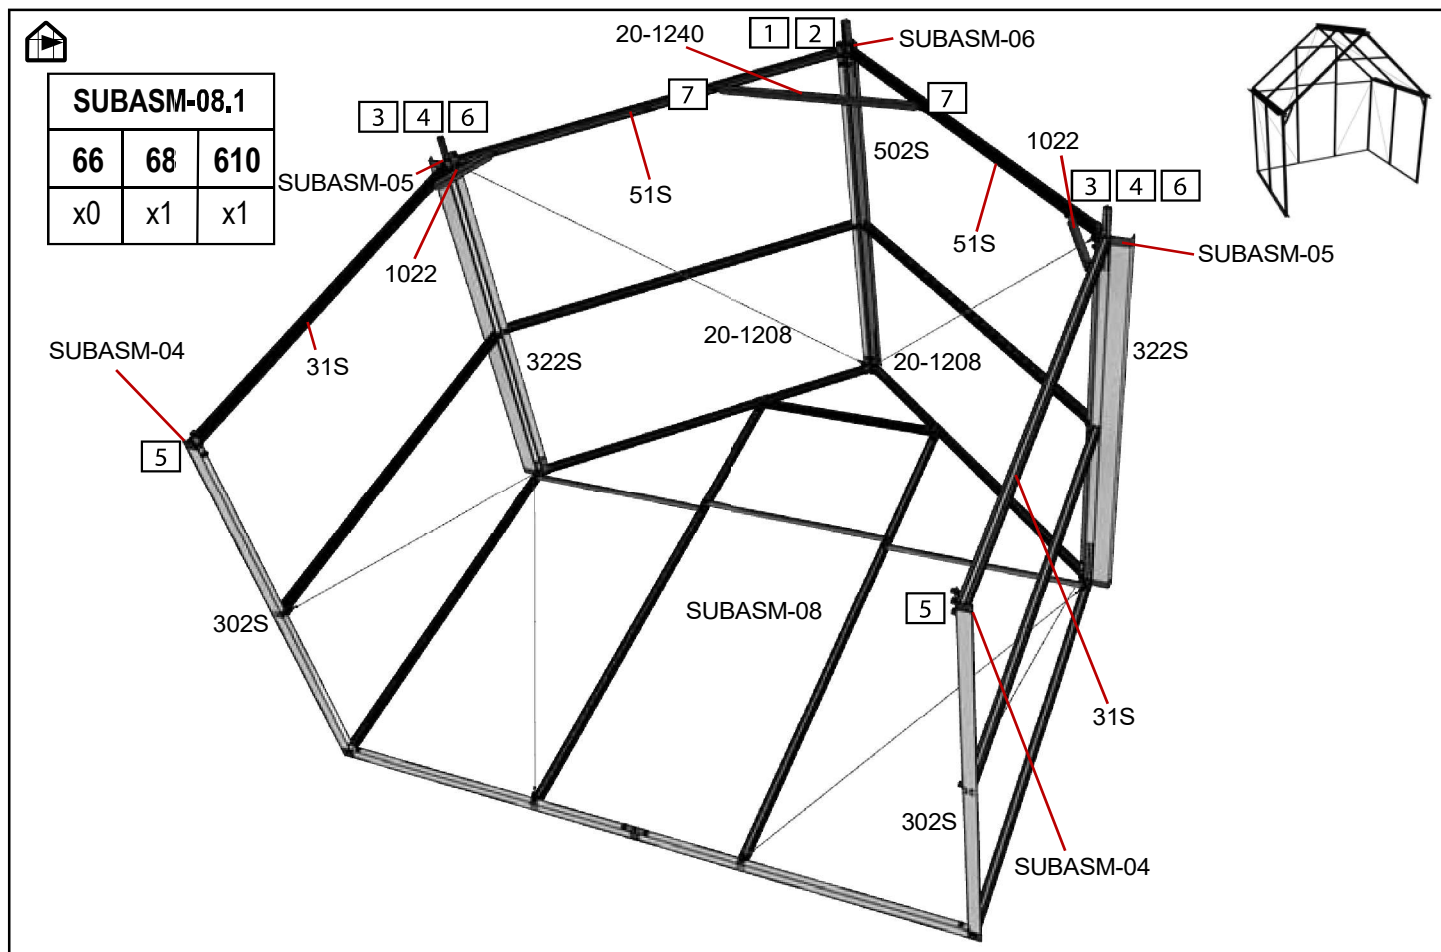 SUBASM-08.1
66 68 610
x0 x1 x1
20-1240
1 2
SUBASM-06
7
7
3 4 6
SUBASM-05
1022
51S
502S
1022
3 4 6
51S
SUBASM-05
SUBASM-04
31S
322S
20-1208
20-1208
322S
5
302S
SUBASM-08
5
31S
302S
SUBASM-04